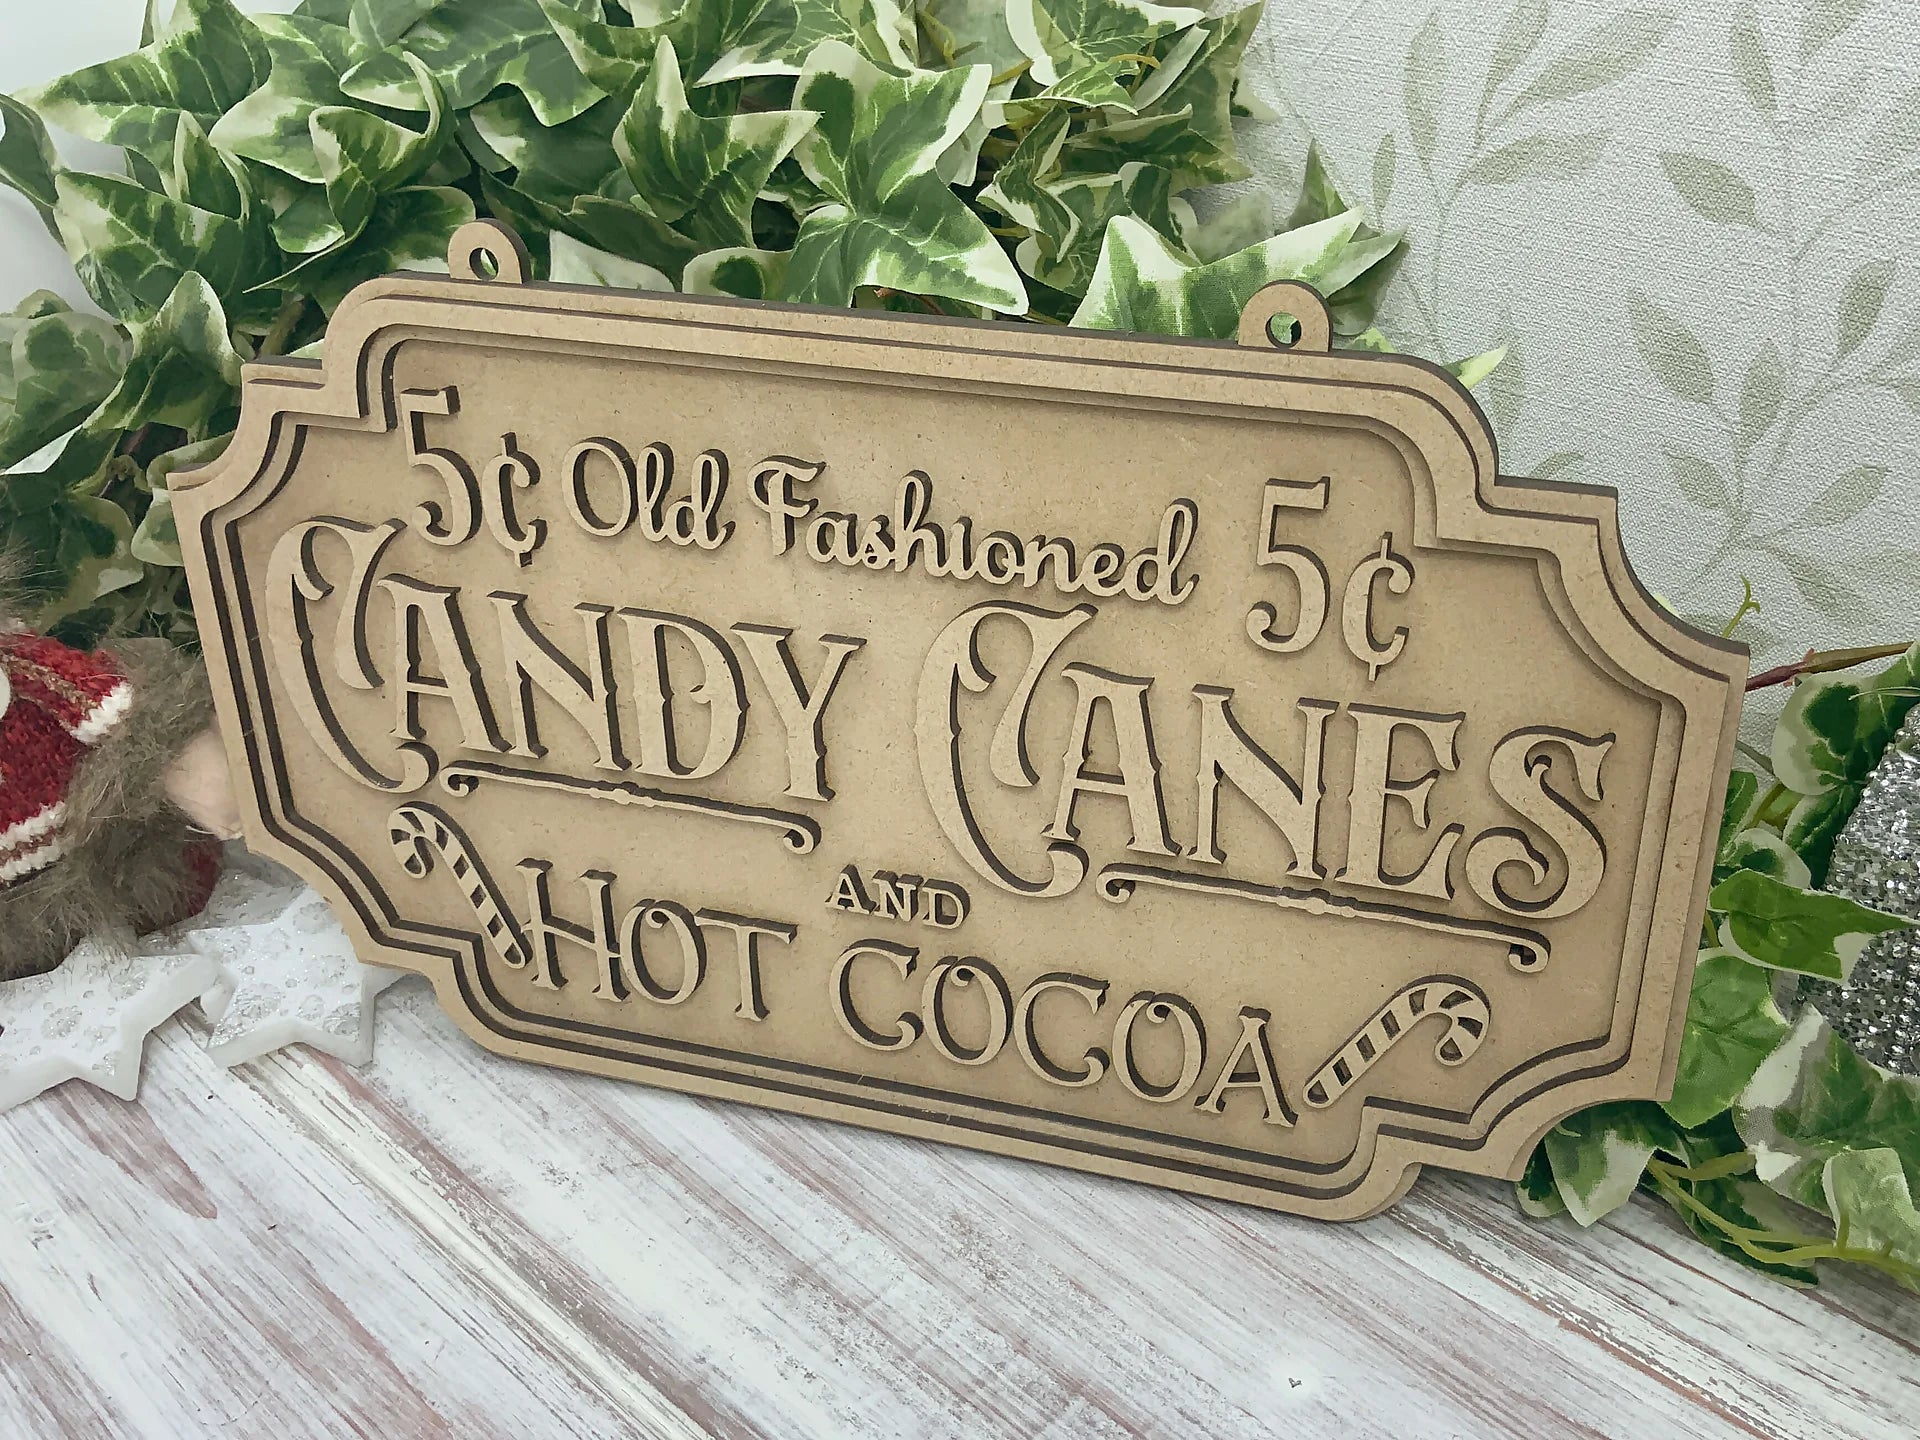 5¢ Old Fashioned 5¢
CANDY CANES
AND
HOT COCOA